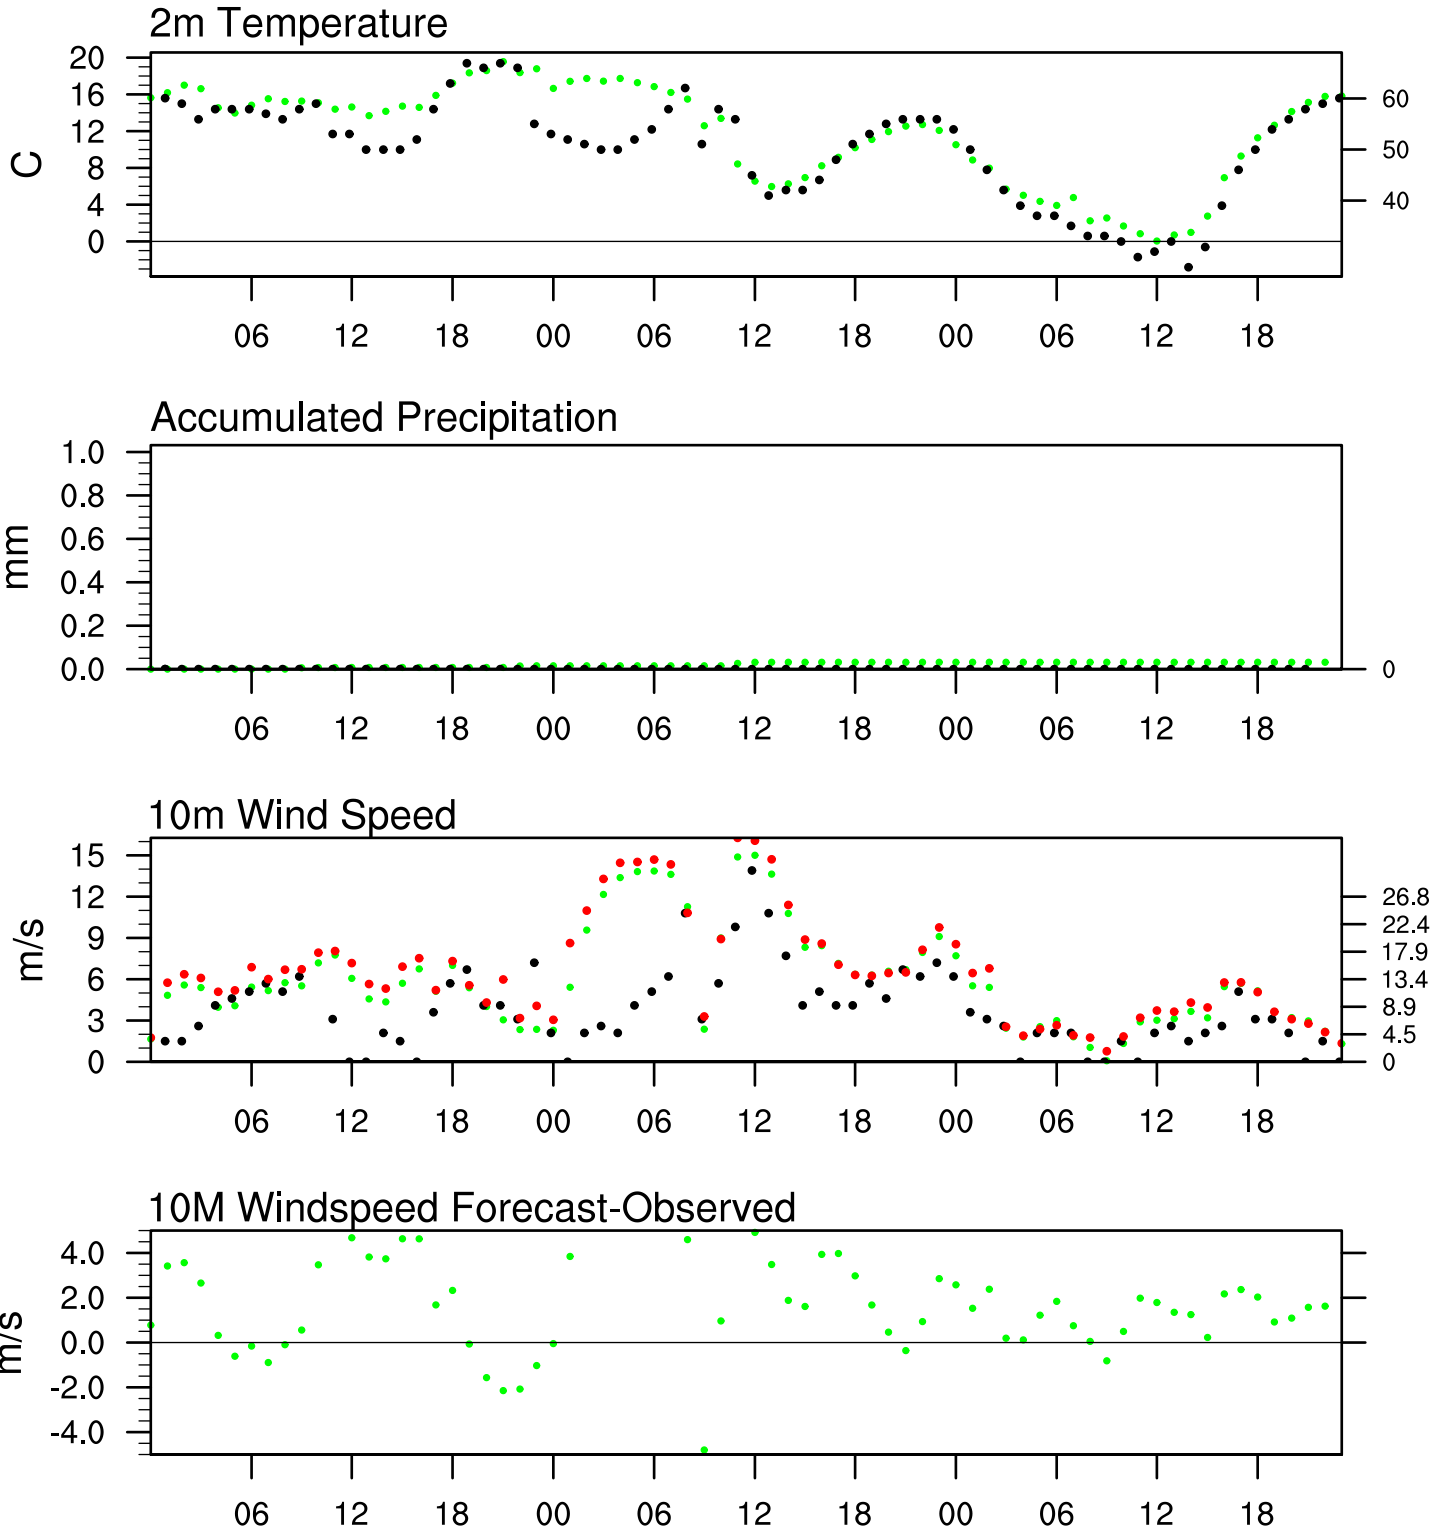 2m Temperature
20
16
12
8
4
0
C
60
50
40
06 12 18 00 06 12 18 00 06 12 18
Accumulated Precipitation
1.0
0.8
0.6
0.4
0.2
0.0
mm
0
06 12 18 00 06 12 18 00 06 12 18
10m Wind Speed
15
12
9
6
3
0
m/s
26.8
22.4
17.9
13.4
8.9
4.5
0
06 12 18 00 06 12 18 00 06 12 18
10M Windspeed Forecast-Observed
4.0
2.0
0.0
-2.0
-4.0
m/s
06 12 18 00 06 12 18 00 06 12 18